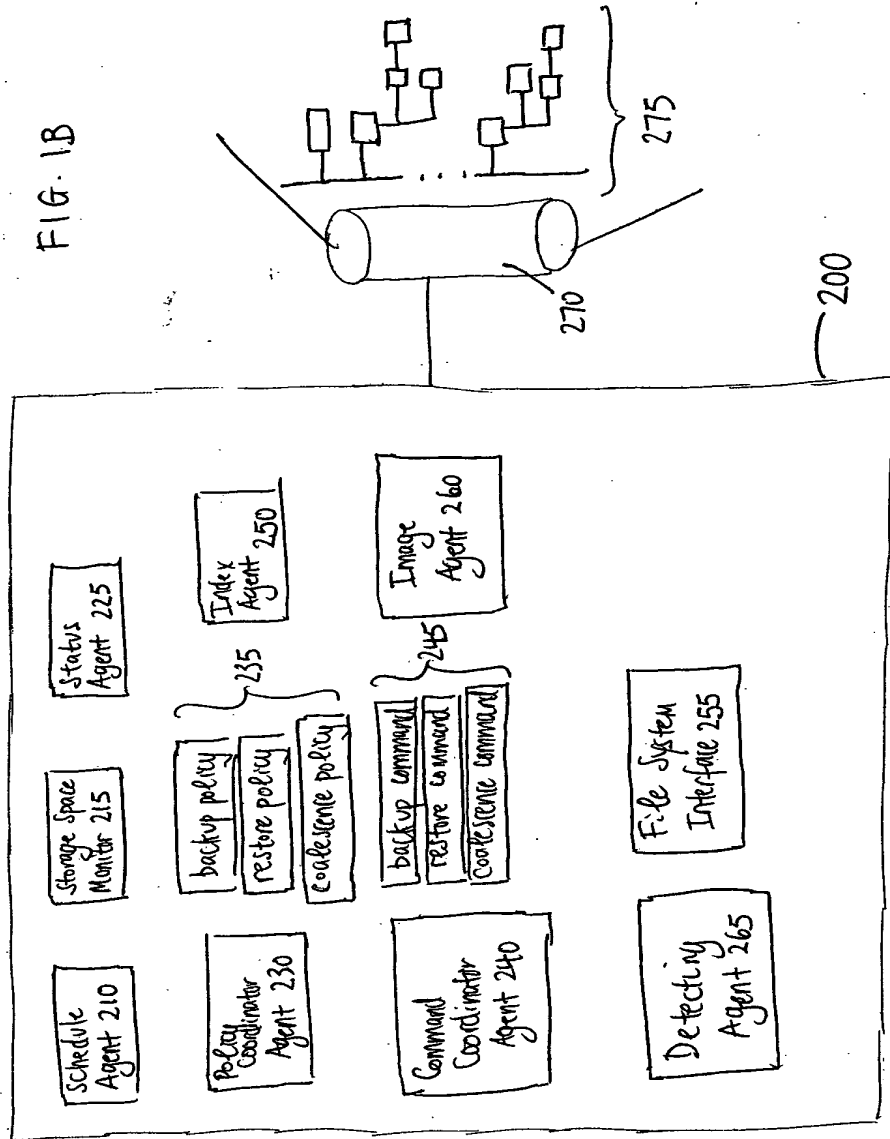 FIG. 1B
Schedule
Agent 210
Storage Space
Monitor 215
Status
Agent 225
Policy
Coordinator
Agent 230
backup policy
restore policy
coalescence policy
235
Index
Agent 250
Command
Coordinator
Agent 240
backup command
restore command
coalescence command
245
Image
Agent 260
Detecting
Agent 265
File System
Interface 255
200
270
275